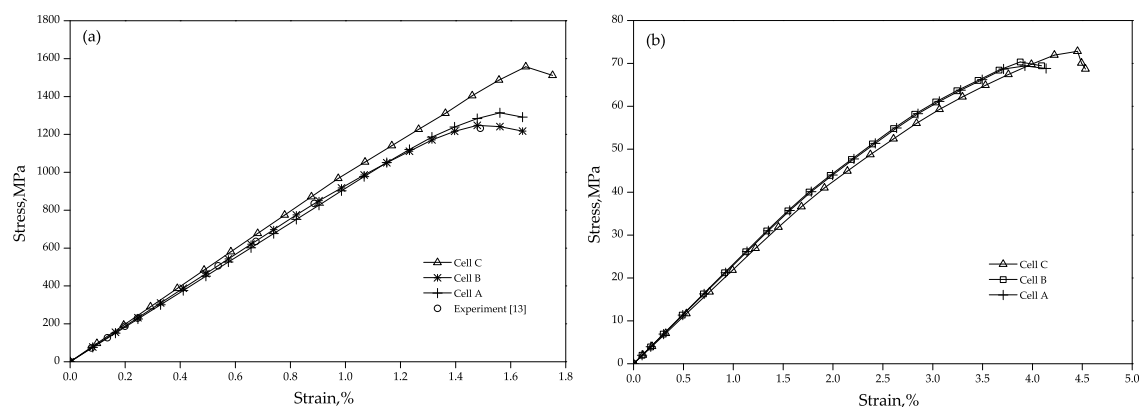 (a)
1800
1600
1400
1200
1000
800
600
400
200
0
0.0 0.2 0.4 0.6 0.8 1.0 1.2 1.4 1.6 1.8
Stress,MPa
Strain,%
Cell C
Cell B
Cell A
Experiment [13]
(b)
80
70
60
50
40
30
20
10
0
0.0 0.5 1.0 1.5 2.0 2.5 3.0 3.5 4.0 4.5 5.0
Stress,MPa
Strain,%
Cell C
Cell B
Cell A